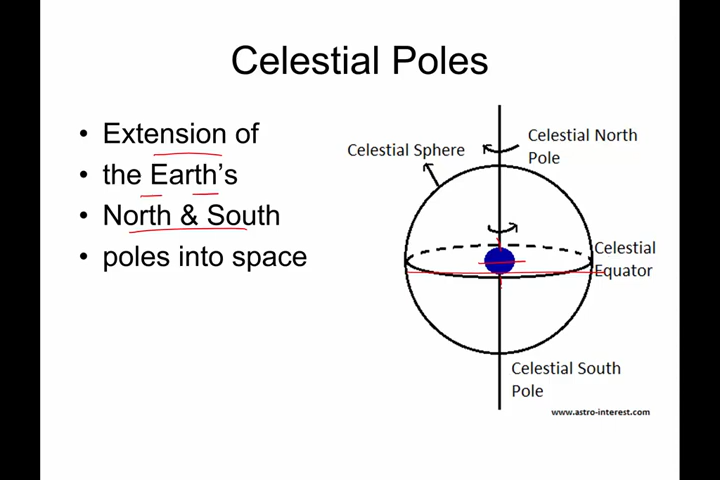 Celestial Poles
• Extension of
• the Earth's
• North & South
• poles into space
Celestial Sphere
Celestial North
Pole
Celestial
Equator
Celestial South
Pole
www.astro-interest.com